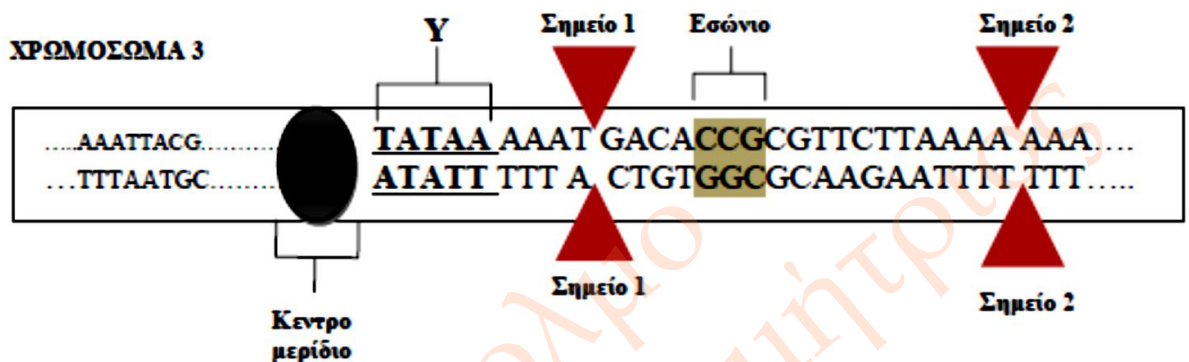 Υ
Σημείο 1
Εσώνιο
Σημείο 2
ΧΡΩΜΟΣΩΜΑ 3
.....AAATTACG......... TATAA AAAT GACACCGCGTTCTTAAAA AAA....
...TTTAATGC......... ATATT TTT A CTGTGGCGCAAGAATTTT TTT.....
Σημείο 1
Σημείο 2
Κεντρο
μερίδιο